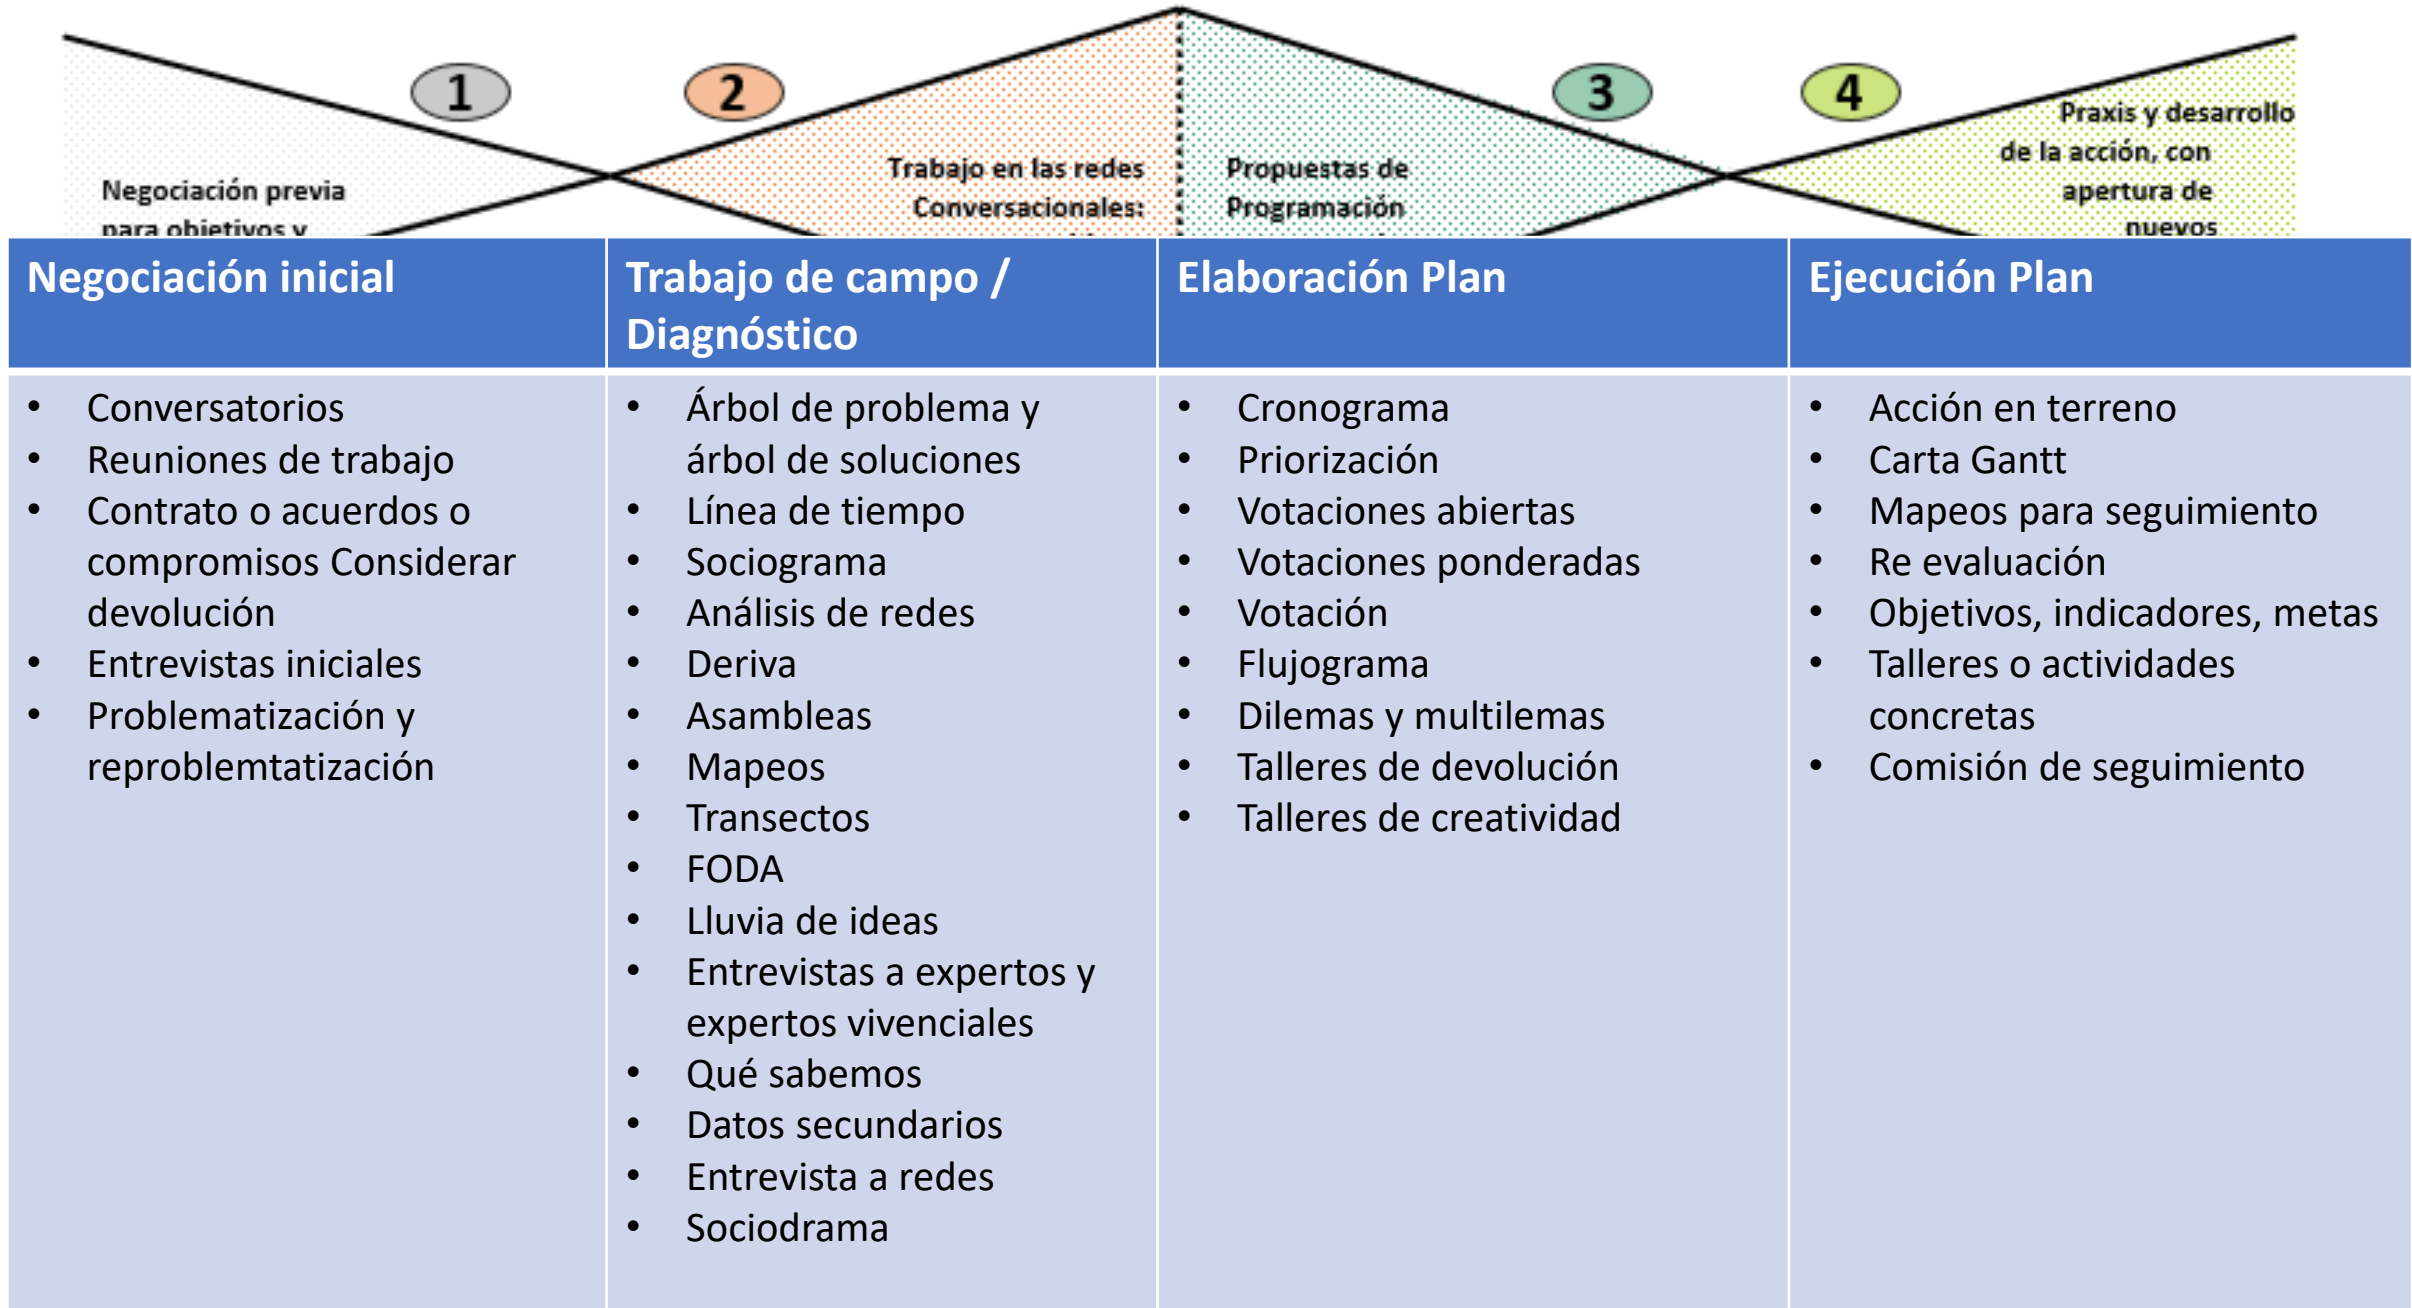 1
2
3
4
Negociación previa
para objetivos y
Trabajo en las redes
Conversacionales:
Propuestas de
Programación
Praxis y desarrollo
de la acción, con
apertura de
nuevos
Negociación inicial
Conversatorios
Reuniones de trabajo
Contrato o acuerdos o
compromisos Considerar
devolución
Entrevistas iniciales
Problematización y
reproblemtatización
Trabajo de campo /
Diagnóstico
Árbol de problema y
árbol de soluciones
Línea de tiempo
Sociograma
Análisis de redes
Deriva
Asambleas
Mapeos
Transectos
FODA
Lluvia de ideas
Entrevistas a expertos y
expertos vivenciales
Qué sabemos
Datos secundarios
Entrevista a redes
Sociodrama
Elaboración Plan
Cronograma
Priorización
Votaciones abiertas
Votaciones ponderadas
Votación
Flujograma
Dilemas y multilemas
Talleres de devolución
Talleres de creatividad
Ejecución Plan
Acción en terreno
Carta Gantt
Mapeos para seguimiento
Re evaluación
Objetivos, indicadores, metas
Talleres o actividades
concretas
Comisión de seguimiento